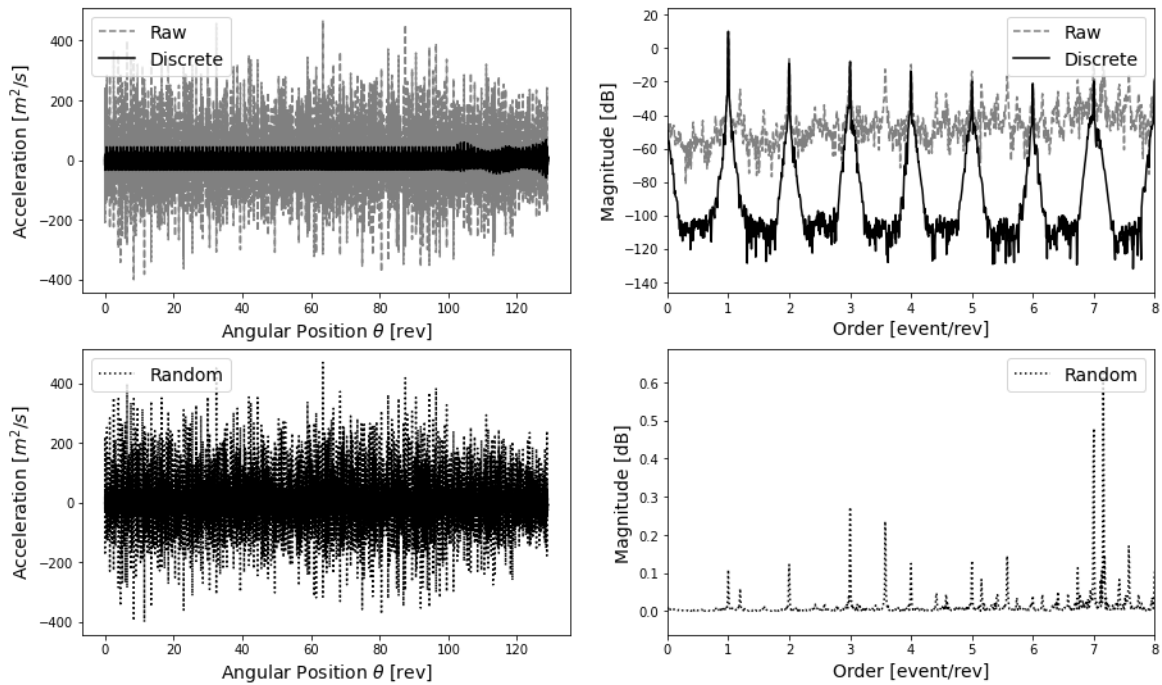 Raw
Discrete
400
200
0
−200
−400
Acceleration [m²/s]
0 20 40 60 80 100 120
Angular Position θ [rev]
Raw
Discrete
20
0
−20
−40
−60
−80
−100
−120
−140
Magnitude [dB]
0 1 2 3 4 5 6 7 8
Order [event/rev]
Random
400
200
0
−200
−400
Acceleration [m²/s]
0 20 40 60 80 100 120
Angular Position θ [rev]
Random
0.6
0.5
0.4
0.3
0.2
0.1
0.0
Magnitude [dB]
0 1 2 3 4 5 6 7 8
Order [event/rev]